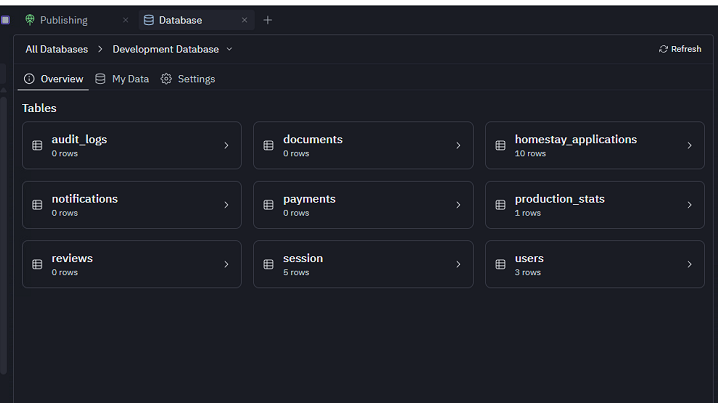 Publishing
Database
All Databases > Development Database
Refresh
Overview My Data Settings
Tables
audit_logs
0 rows
documents
0 rows
homestay_applications
10 rows
notifications
0 rows
payments
0 rows
production_stats
1 rows
reviews
0 rows
session
5 rows
users
3 rows